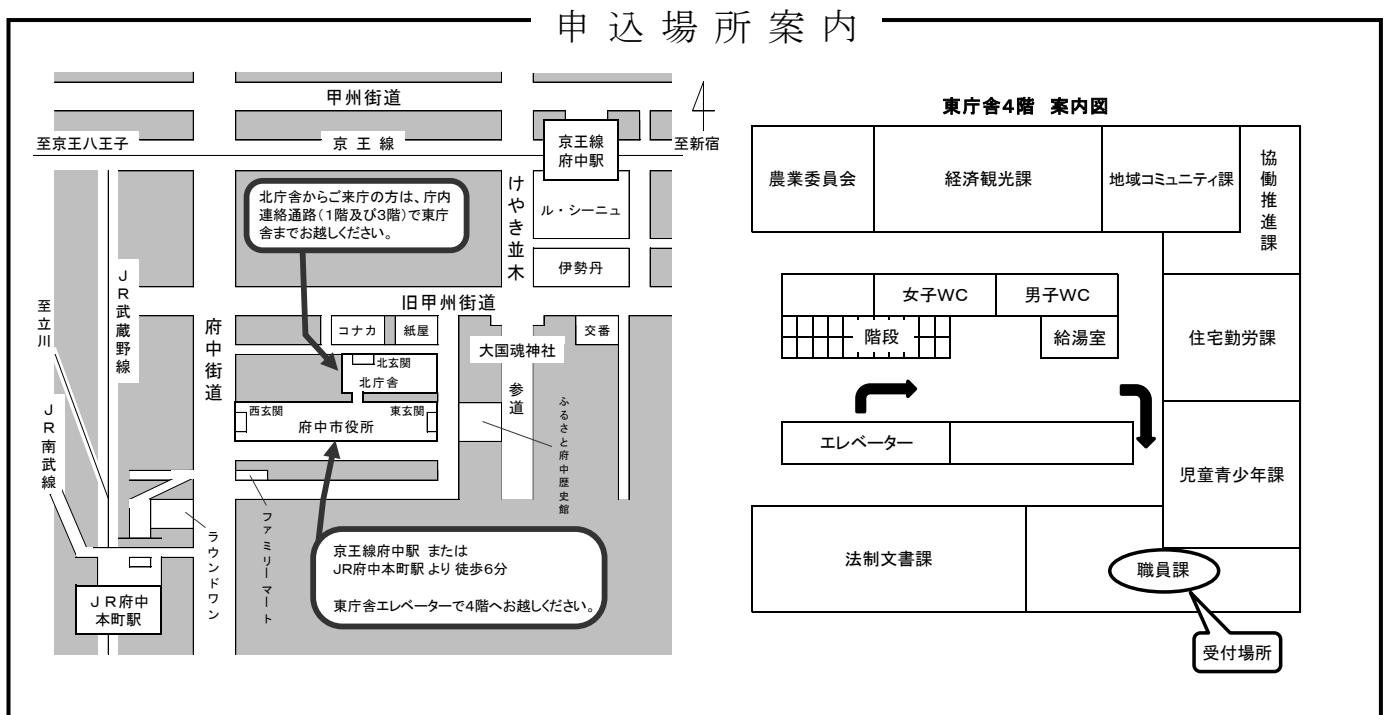 申込場所案内
甲州街道
至京王八王子
京王線
京王線
府中駅
至新宿
北庁舎からご来庁の方は、庁内
連絡通路(1階及び3階)で東庁
舎までお越しください。
けやき並木
ル・シーニュ
伊勢丹
JR武蔵野線
至立川
府中街道
旧甲州街道
コナカ
紙屋
交番
大国魂神社
北玄関
北庁舎
参道
西玄関
東玄関
府中市役所
ふるさと府中歴史館
JR南武線
ラウンドワン
ファミリーマート
京王線府中駅 または
JR府中本町駅 より 徒歩6分
東庁舎エレベーターで4階へお越しください。
JR府中
本町駅
東庁舎4階 案内図
農業委員会
経済観光課
地域コミュニティ課
協働推進課
女子WC
男子WC
階段
給湯室
住宅勤労課
エレベーター
児童青少年課
法制文書課
職員課
受付場所